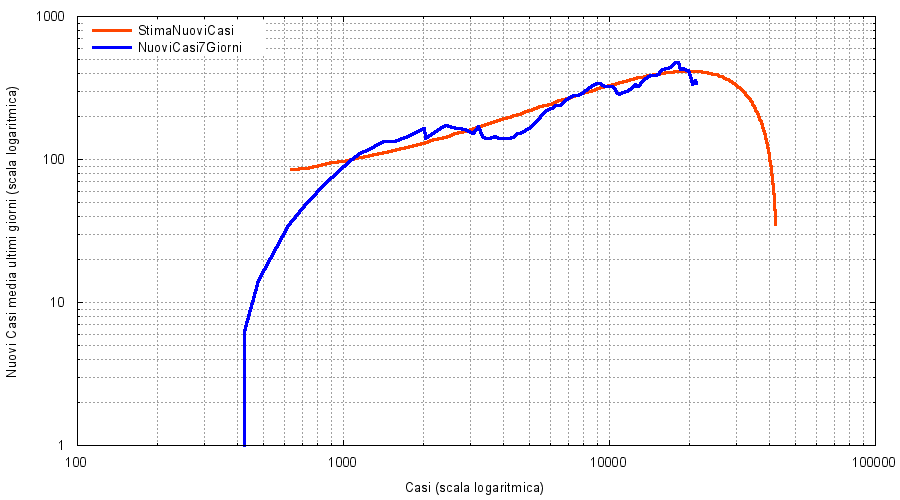 1000
StimaNuoviCasi
NuoviCasi7Giorni
100
10
1
100
1000
10000
100000
Nuovi Casi media ultimi giorni (scala logaritmica)
Casi (scala logaritmica)